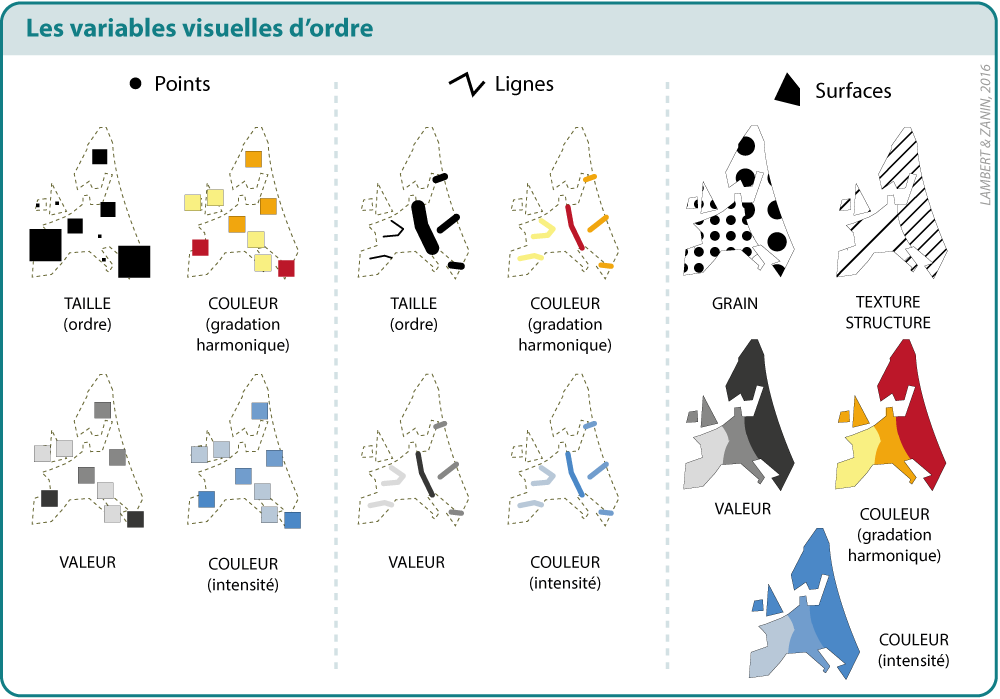 Les variables visuelles d'ordre
Points
TAILLE
(ordre)
COULEUR
(gradation
harmonique)
VALEUR
COULEUR
(intensité)
Lignes
TAILLE
(ordre)
COULEUR
(gradation
harmonique)
VALEUR
COULEUR
(intensité)
Surfaces
GRAIN
TEXTURE
STRUCTURE
VALEUR
COULEUR
(gradation
harmonique)
COULEUR
(intensité)
LAMBERT & ZANIN, 2016